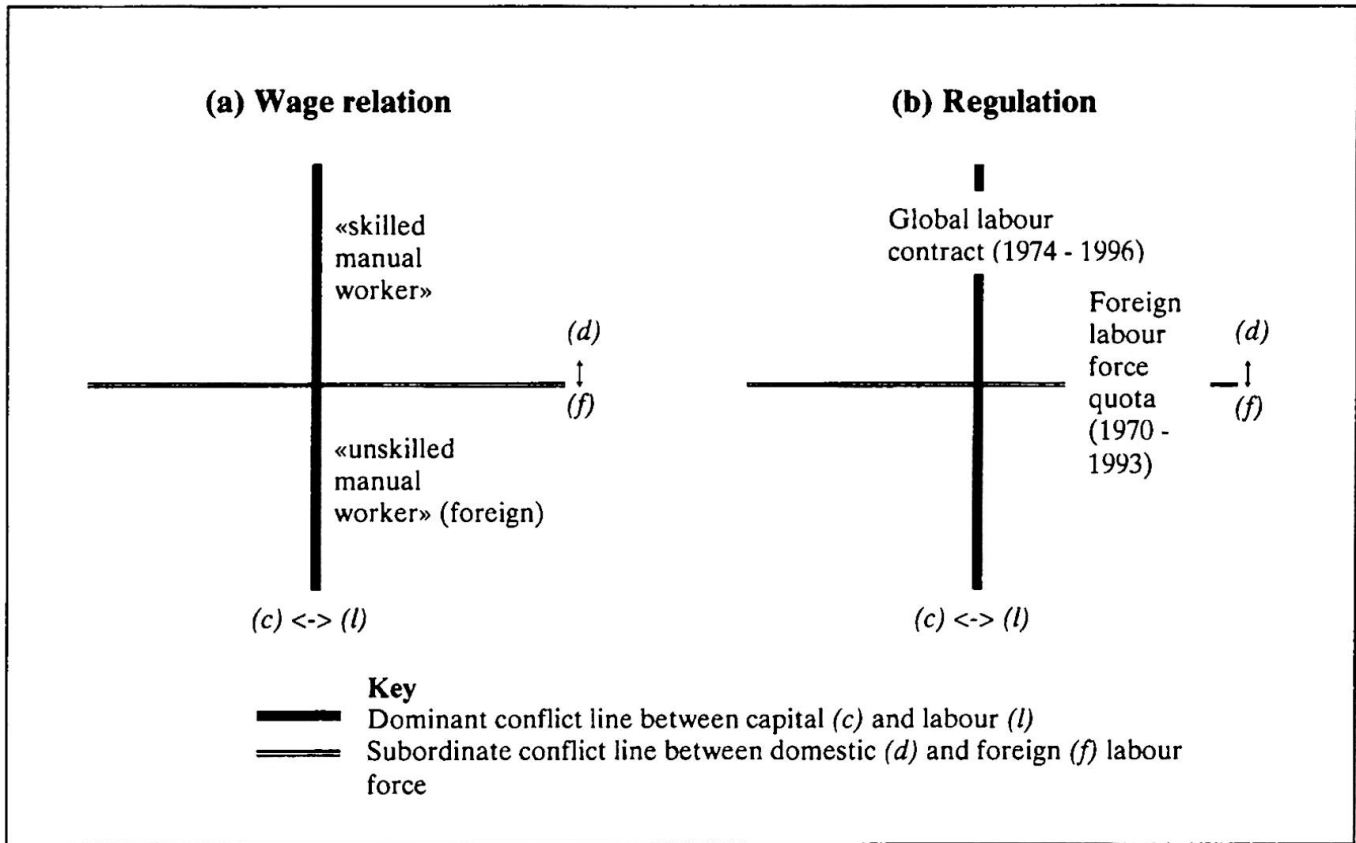 (a) Wage relation
«skilled
manual
worker»
(d)
(f)
«unskilled
manual
worker» (foreign)
(c) <-> (l)
(b) Regulation
Global labour
contract (1974 - 1996)
Foreign
labour
force
quota
(1970 -
1993)
(d)
(f)
(c) <-> (l)
Key
Dominant conflict line between capital (c) and labour (l)
Subordinate conflict line between domestic (d) and foreign (f) labour
force